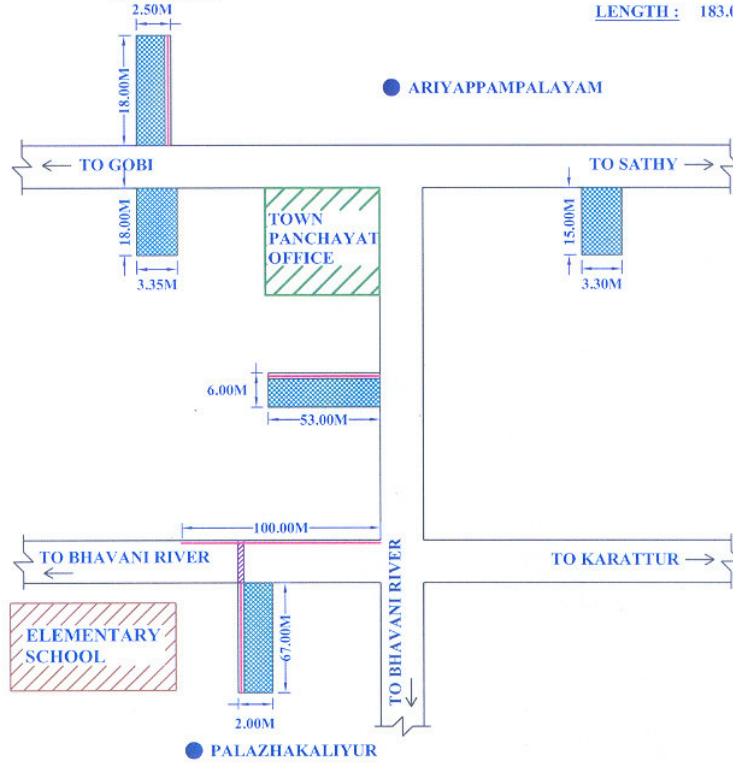 2.50M
LENGTH : 183.0
18.00M
ARIYAPPAMPALAYAM
TO GOBI
TO SATHY
18.00M
TOWN
PANCHAYAT
OFFICE
15.00M
3.35M
3.30M
6.00M
53.00M
100.00M
TO BHAVANI RIVER
TO BHAVANI RIVER
TO KARATTUR
ELEMENTARY
SCHOOL
67.00M
2.00M
PALAZHAKALIYUR